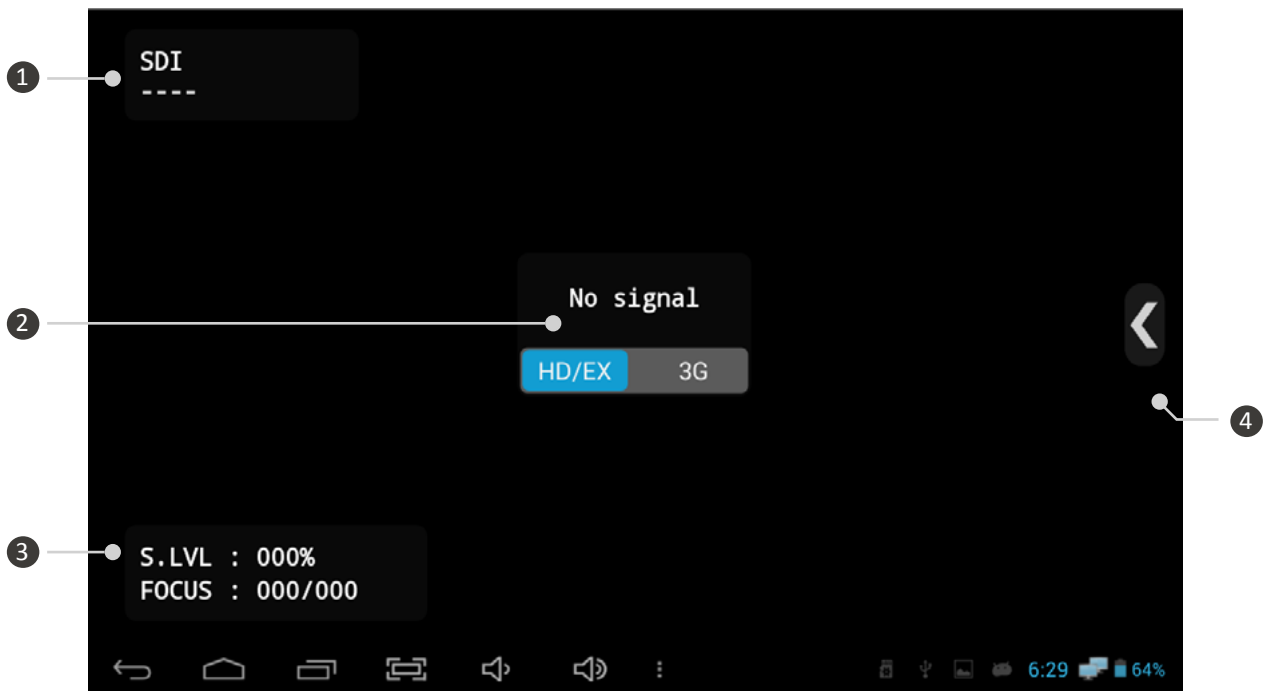 1
SDI
----
2
No signal
HD/EX 3G
4
3
S.LVL : 000%
FOCUS : 000/000
6:29 64%